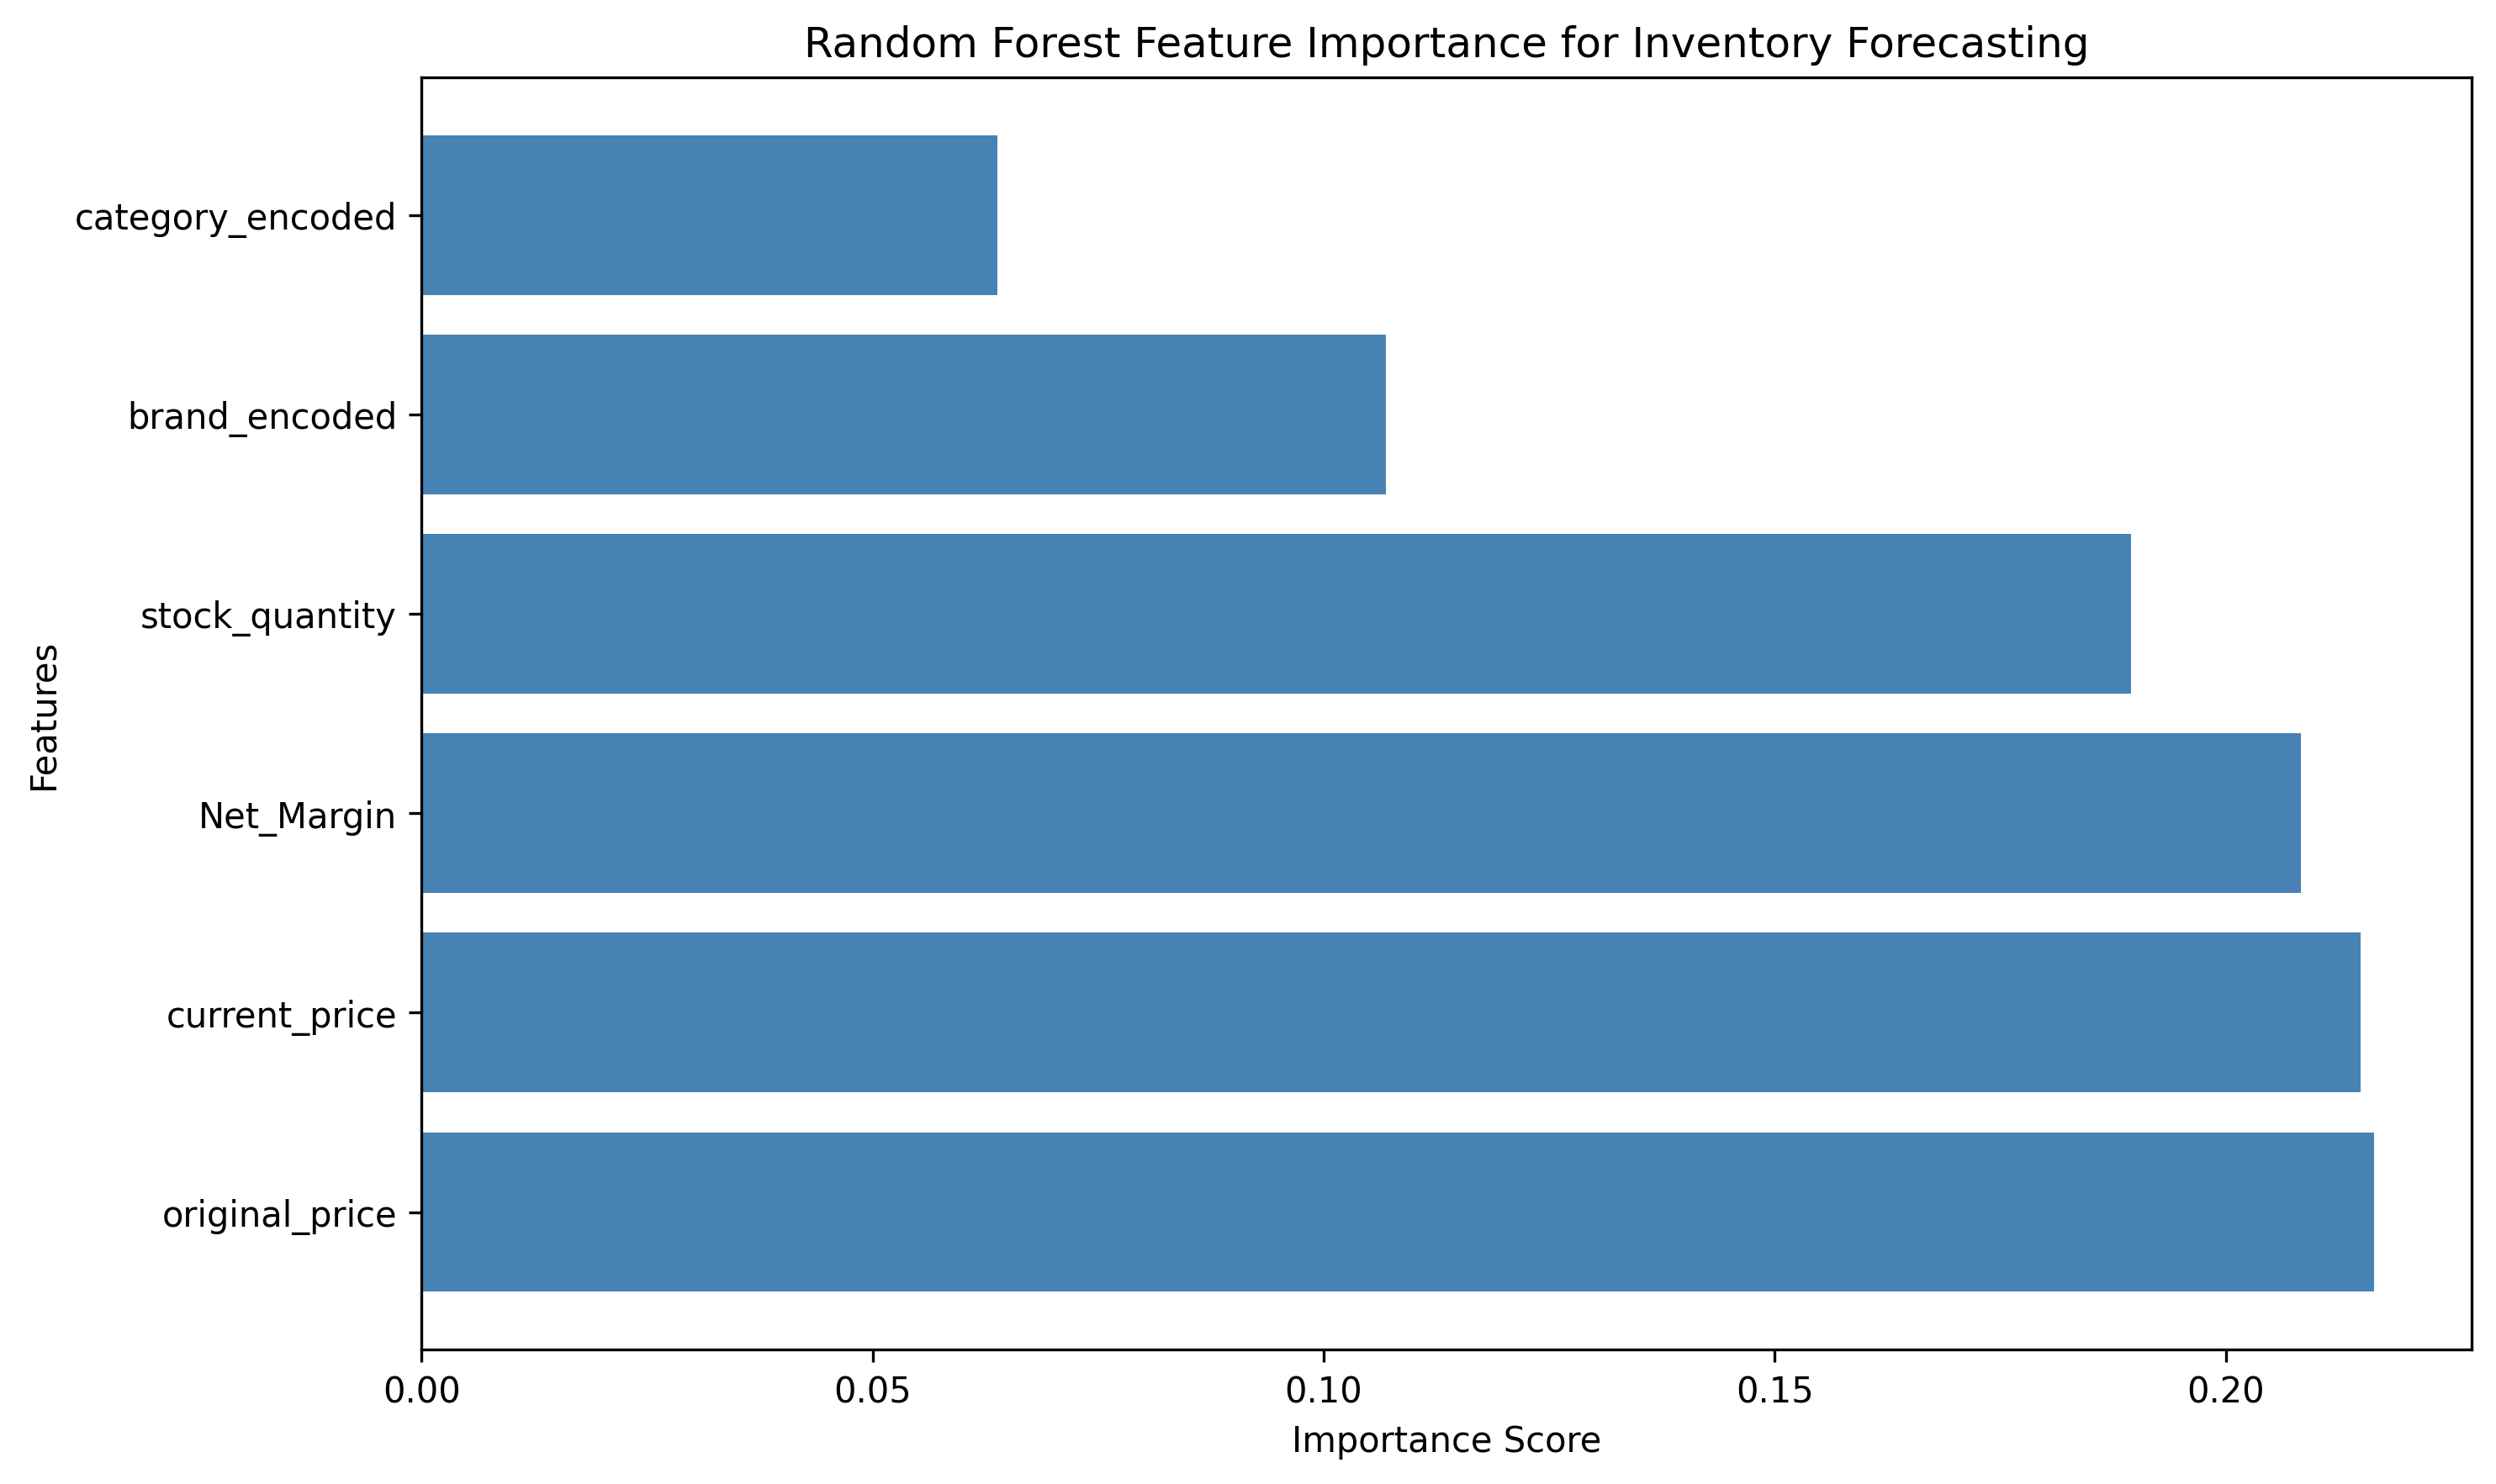 Random Forest Feature Importance for Inventory Forecasting
category_encoded
brand_encoded
stock_quantity
Net_Margin
current_price
original_price
Features
0.00 0.05 0.10 0.15 0.20
Importance Score